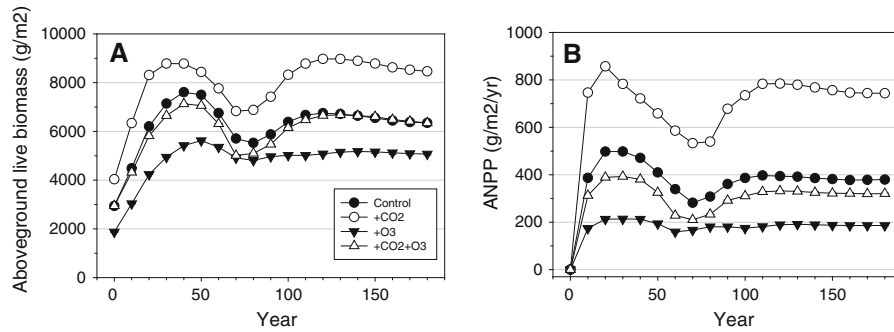 Aboveground live biomass (g/m2)
10000
8000
6000
4000
2000
0
A
Control
+CO2
+O3
+CO2+O3
0
50
100
150
Year
ANPP (g/m2/yr)
1000
800
600
400
200
0
B
0
50
100
150
Year